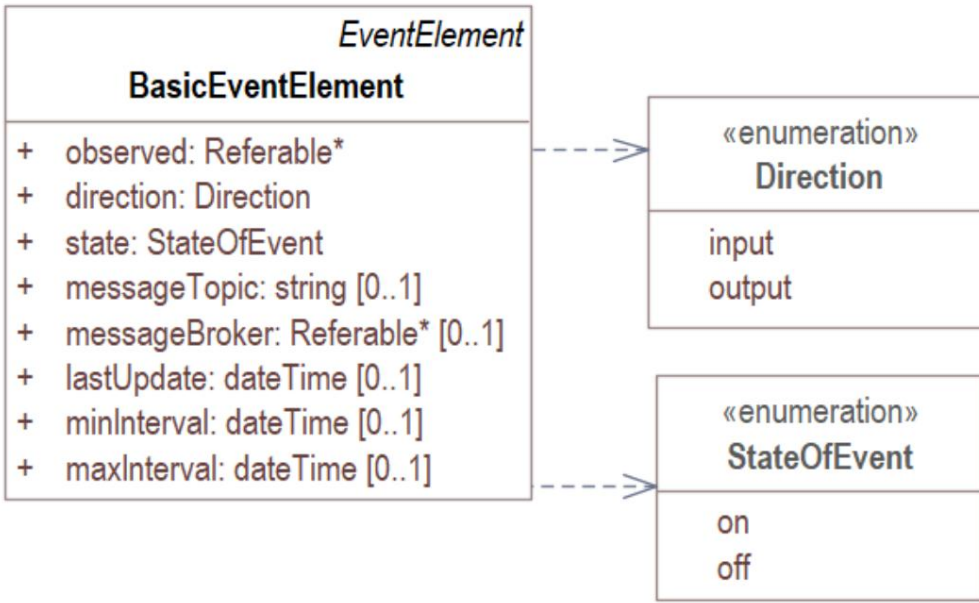 EventElement
BasicEventElement
+ observed: Referable*
+ direction: Direction
+ state: StateOfEvent
+ messageTopic: string [0..1]
+ messageBroker: Referable* [0..1]
+ lastUpdate: dateTime [0..1]
+ minInterval: dateTime [0..1]
+ maxInterval: dateTime [0..1]
«enumeration»
Direction
input
output
«enumeration»
StateOfEvent
on
off